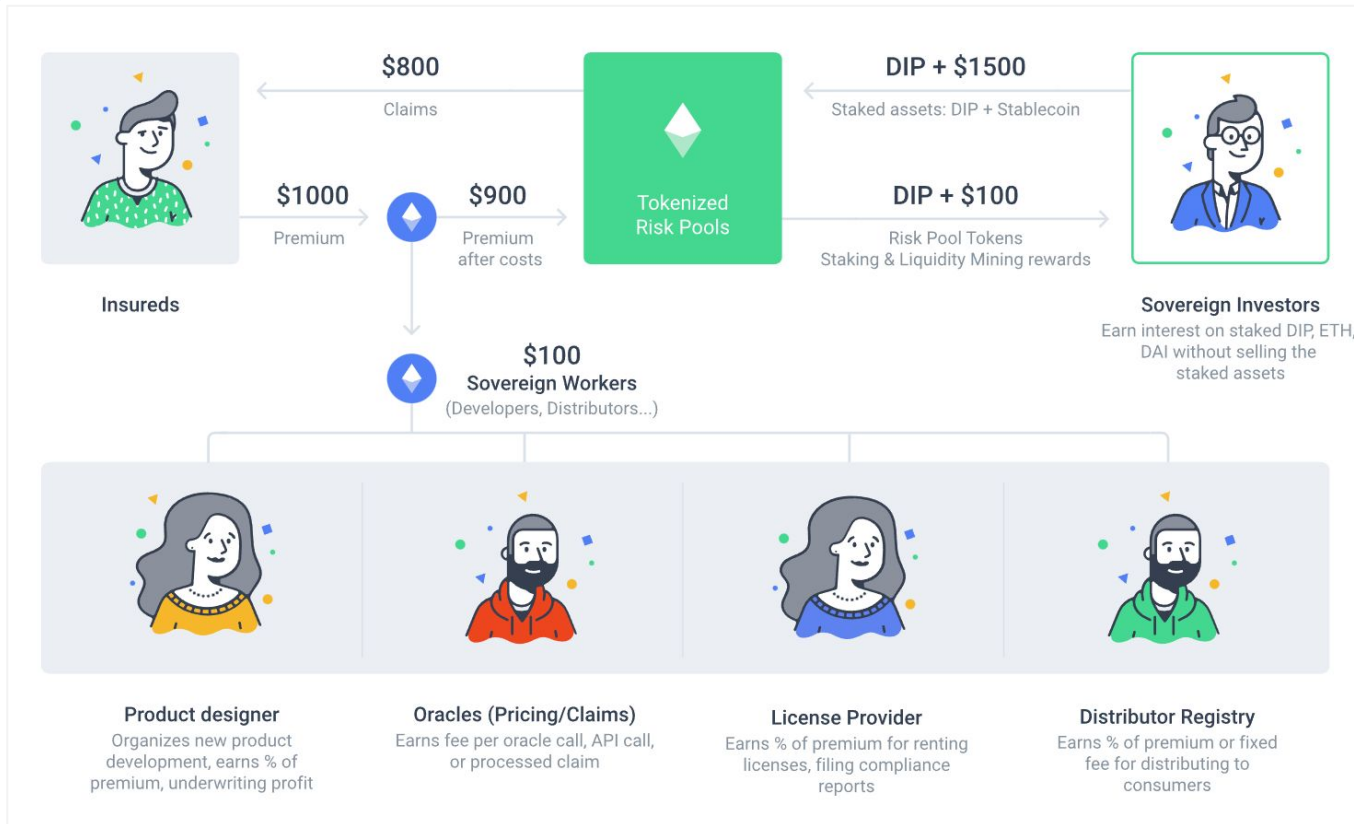 $800
Claims
DIP + $1500
Staked assets: DIP + Stablecoin
$1000
Premium
$900
Premium
after costs
Tokenized
Risk Pools
DIP + $100
Risk Pool Tokens
Staking & Liquidity Mining rewards
Insureds
Sovereign Investors
Earn interest on staked DIP, ETH,
DAI without selling the
staked assets
$100
Sovereign Workers
(Developers, Distributors...)
Product designer
Organizes new product
development, earns % of
premium, underwriting profit
Oracles (Pricing/Claims)
Earns fee per oracle call, API call,
or processed claim
License Provider
Earns % of premium for renting
licenses, filing compliance
reports
Distributor Registry
Earns % of premium or fixed
fee for distributing to
consumers